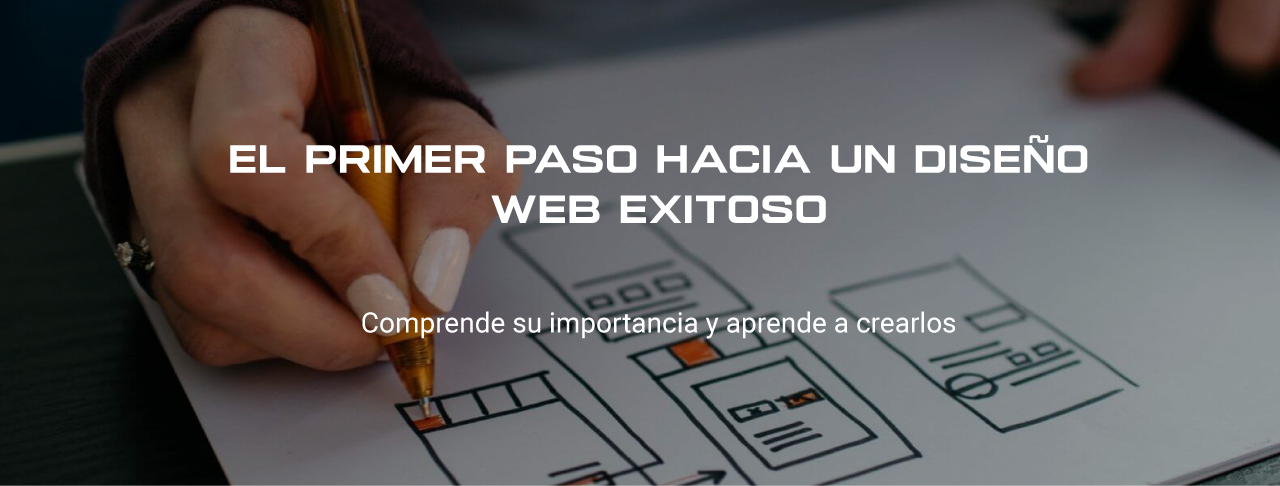 EL PRIMER PASO HACIA UN DISEÑO
WEB EXITOSO
Comprende su importancia y aprende a crearlos